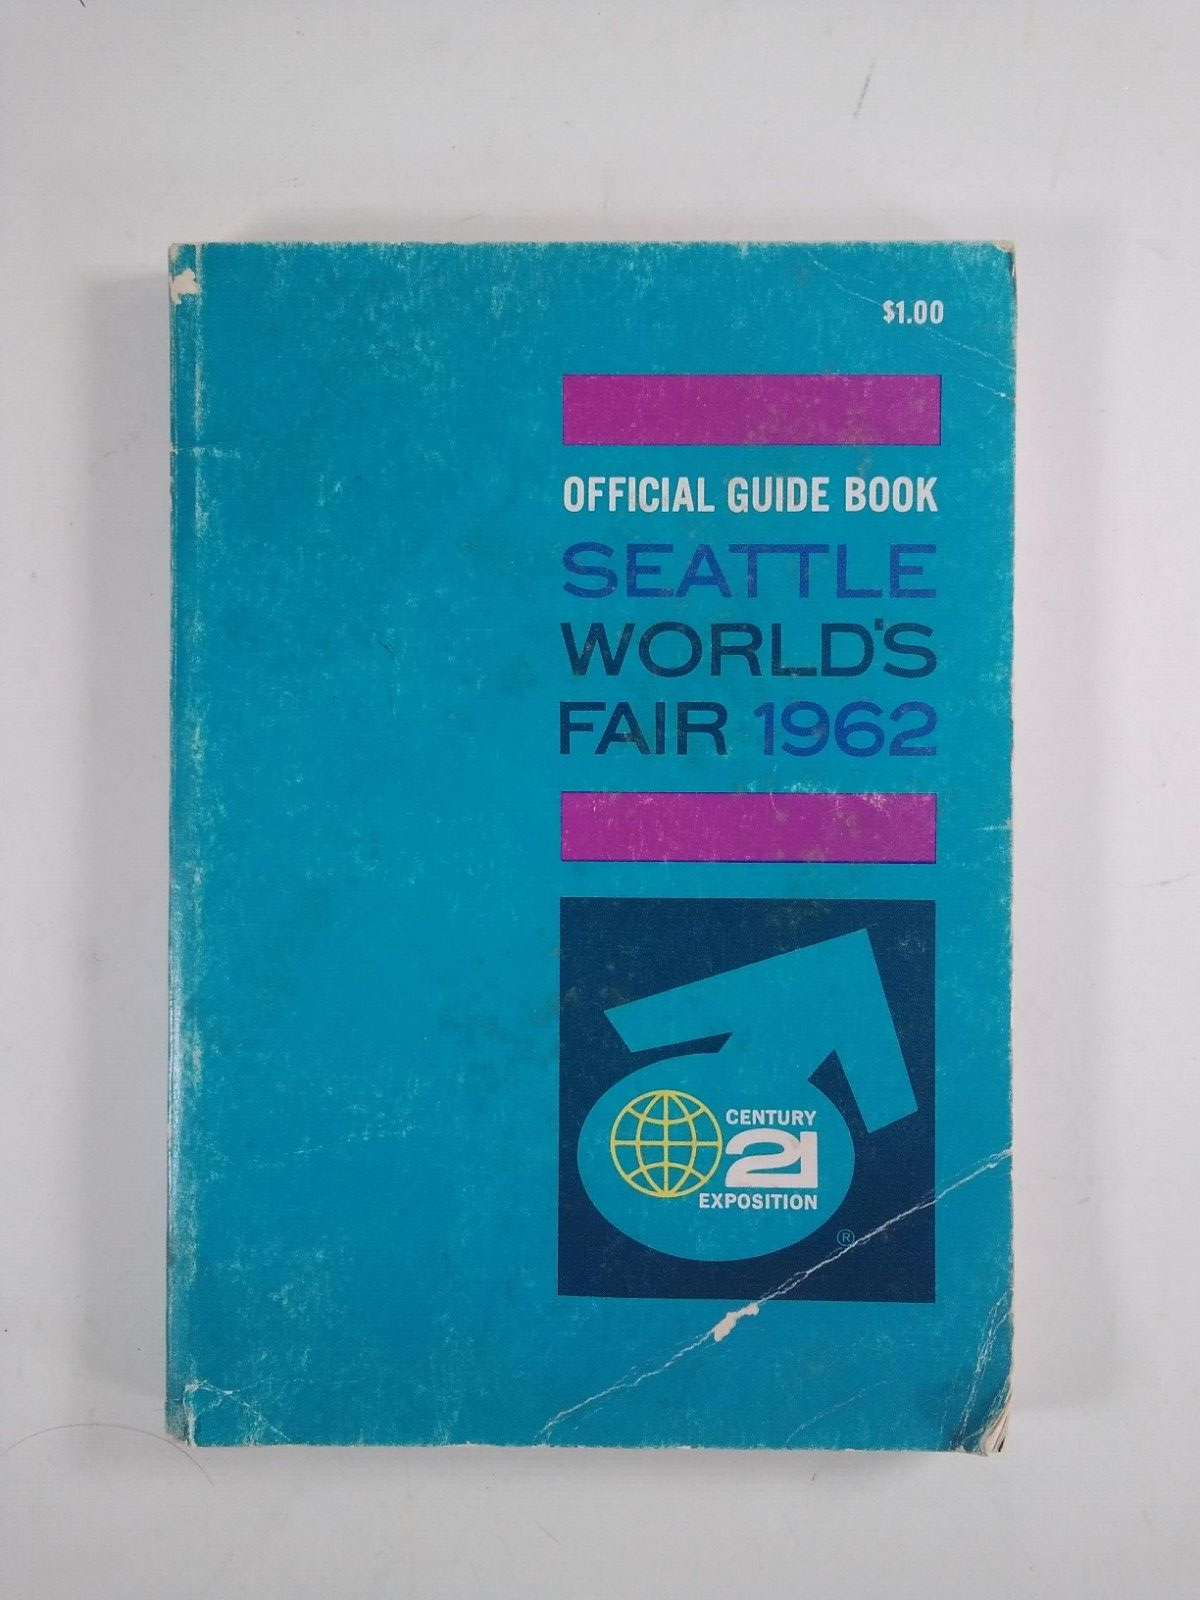 $1.00
OFFICIAL GUIDE BOOK
SEATTLE
WORLD'S
FAIR 1962
CENTURY
21
EXPOSITION
®